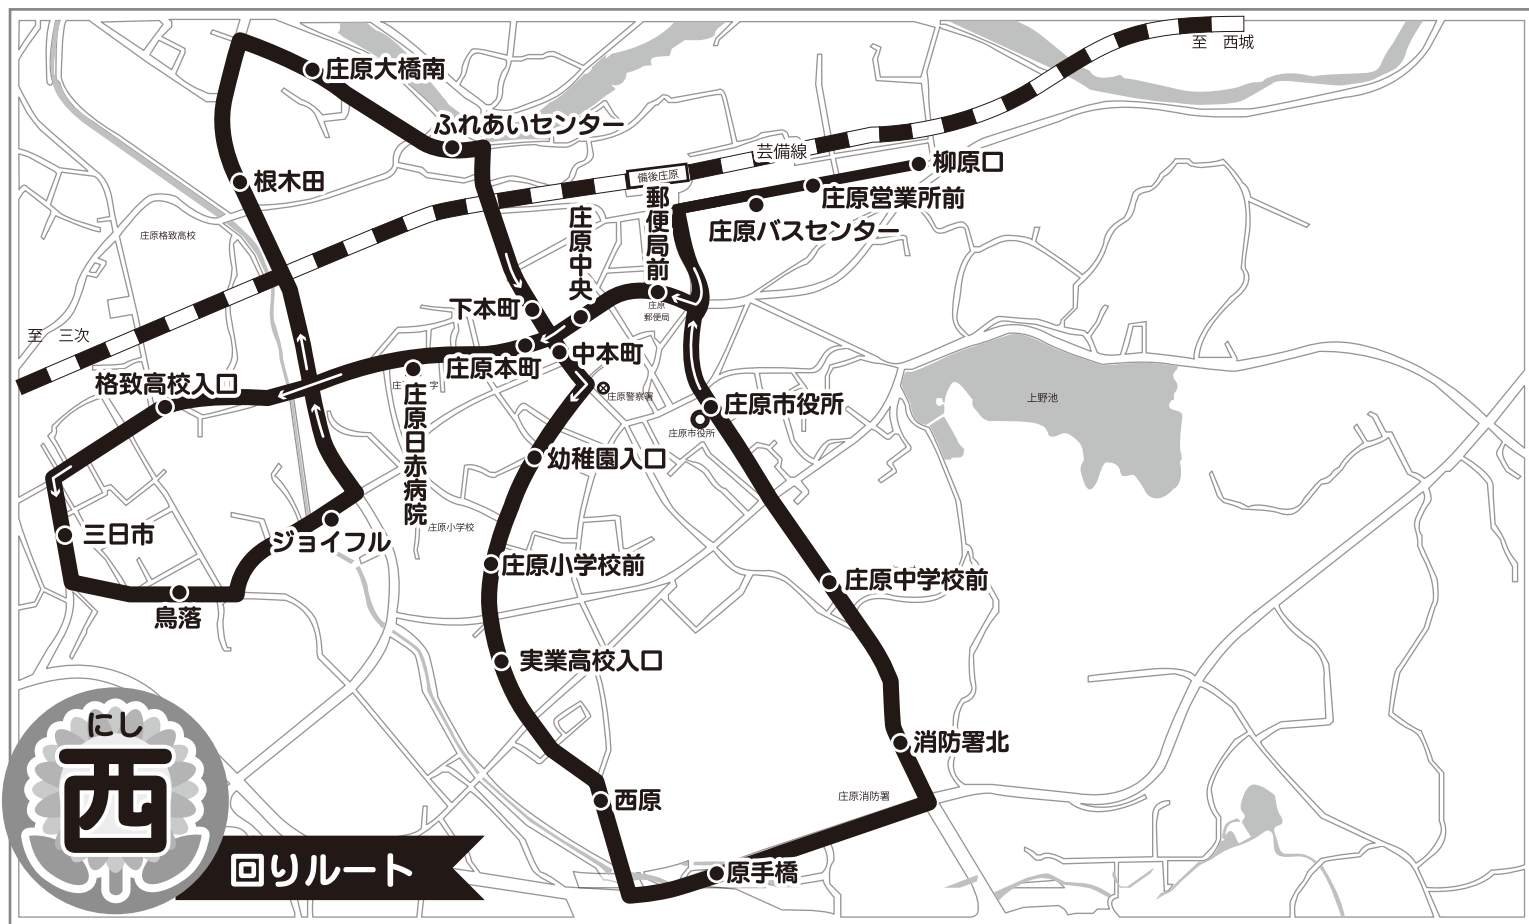 至　西城
庄原大橋南
ふれあいセンター
芸備線
柳原口
備後庄原
根木田
郵便局前
庄原営業所前
庄原中央
庄原バスセンター
庄原格致高校
下本町
庄原
郵便局
至　三次
庄原本町
中本町
格致高校入口
庄原日赤病院
庄原警察署
上野池
庄原市役所
庄原市役所
幼稚園入口
三日市
ジョイフル
庄原小学校
庄原小学校前
庄原中学校前
鳥落
実業高校入口
にし
西
回りルート
消防署北
西原
庄原消防署
原手橋